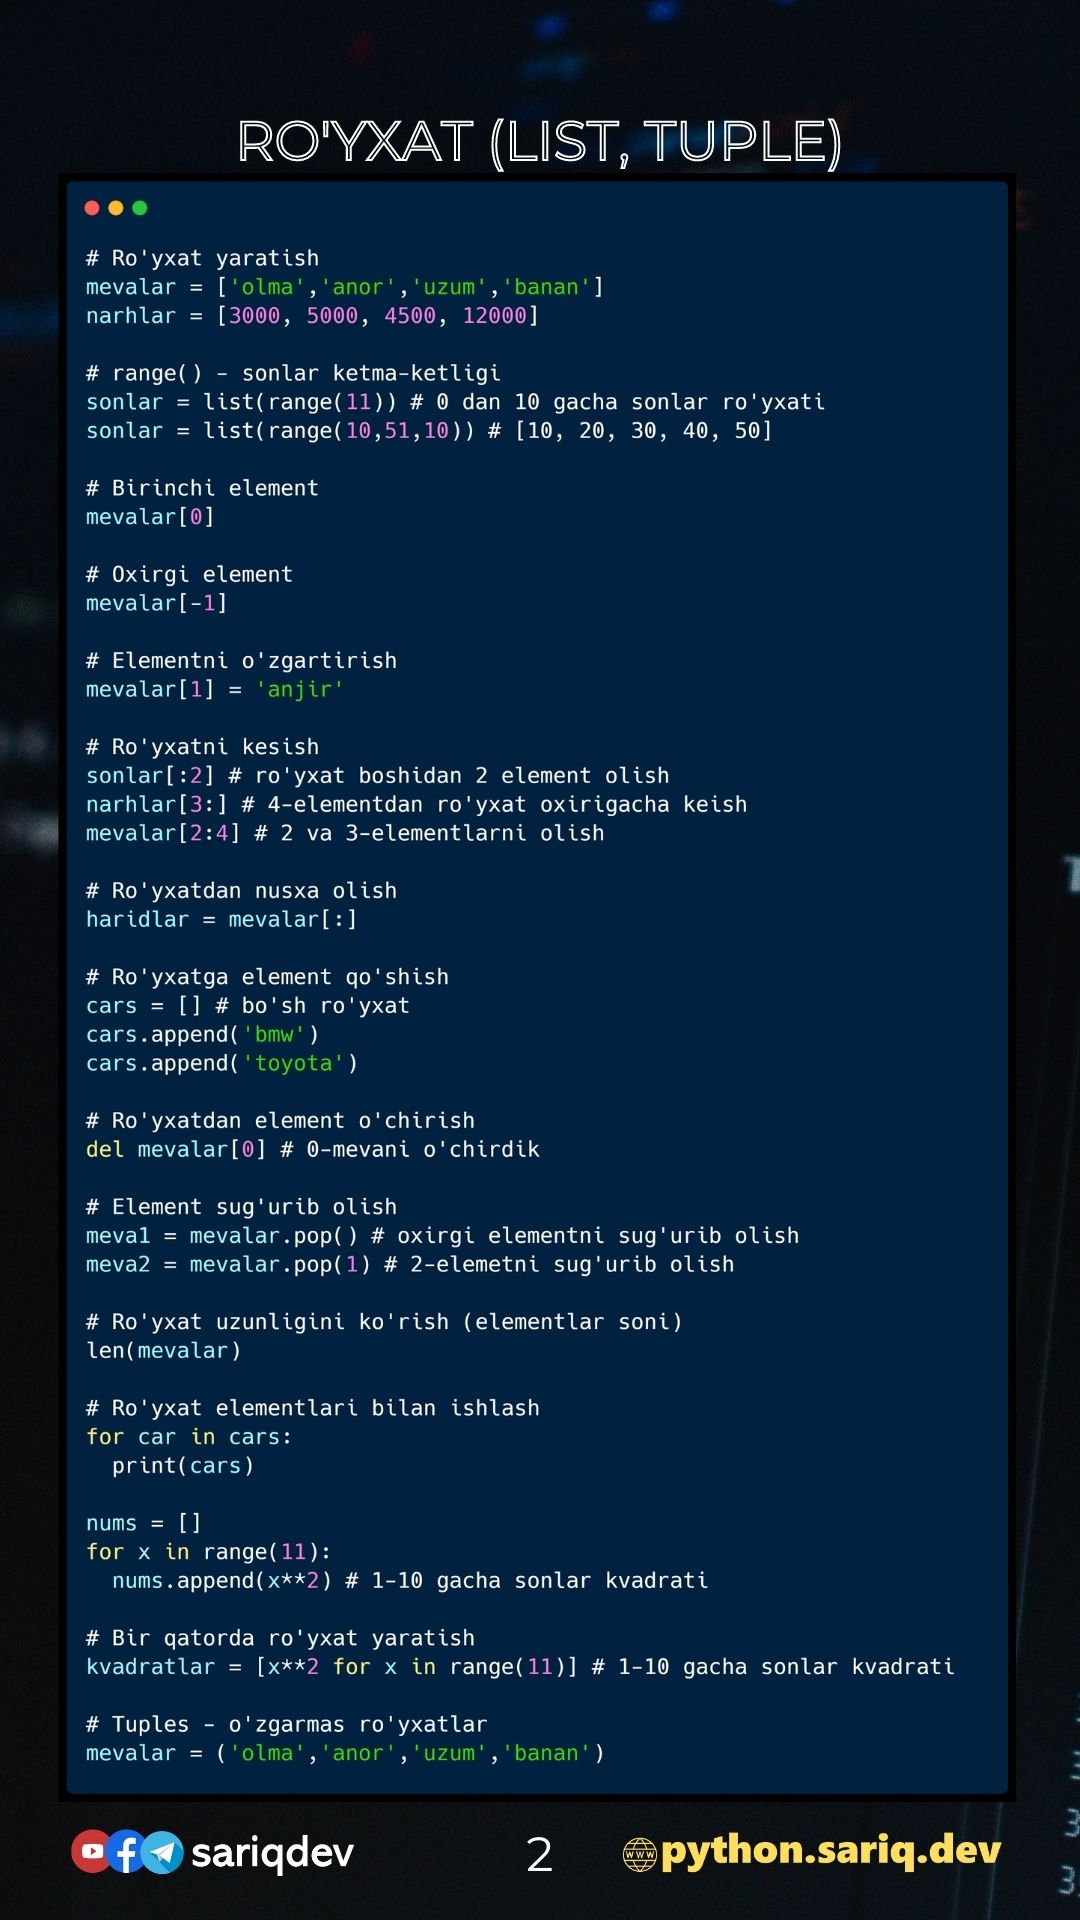 RO'YXAT (LIST, TUPLE)
# Ro'yxat yaratish
mevalar = ['olma','anor','uzum','banan']
narhlar = [3000, 5000, 4500, 12000]
# range() - sonlar ketma-ketligi
sonlar = list(range(11)) # 0 dan 10 gacha sonlar ro'yxati
sonlar = list(range(10,51,10)) # [10, 20, 30, 40, 50]
# Birinchi element
mevalar[0]
# Oxirgi element
mevalar[-1]
# Elementni o'zgartirish
mevalar[1] = 'anjir'
# Ro'yxatni kesish
sonlar[:2] # ro'yxat boshidan 2 element olish
narhlar[3:] # 4-elementdan ro'yxat oxirigacha keish
mevalar[2:4] # 2 va 3-elementlarni olish
# Ro'yxatdan nusxa olish
haridlar = mevalar[:]
# Ro'yxatga element qo'shish
cars = [] # bo'sh ro'yxat
cars.append('bmw')
cars.append('toyota')
# Ro'yxatdan element o'chirish
del mevalar[0] # 0-mevani o'chirdik
# Element sug'urib olish
meva1 = mevalar.pop() # oxirgi elementni sug'urib olish
meva2 = mevalar.pop(1) # 2-elemetni sug'urib olish
# Ro'yxat uzunligini ko'rish (elementlar soni)
len(mevalar)
# Ro'yxat elementlari bilan ishlash
for car in cars:
  print(cars)
nums = []
for x in range(11):
  nums.append(x**2) # 1-10 gacha sonlar kvadrati
# Bir qatorda ro'yxat yaratish
kvadratlar = [x**2 for x in range(11)] # 1-10 gacha sonlar kvadrati
# Tuples - o'zgarmas ro'yxatlar
mevalar = ('olma','anor','uzum','banan')
sariqdev
2
www python.sariq.dev